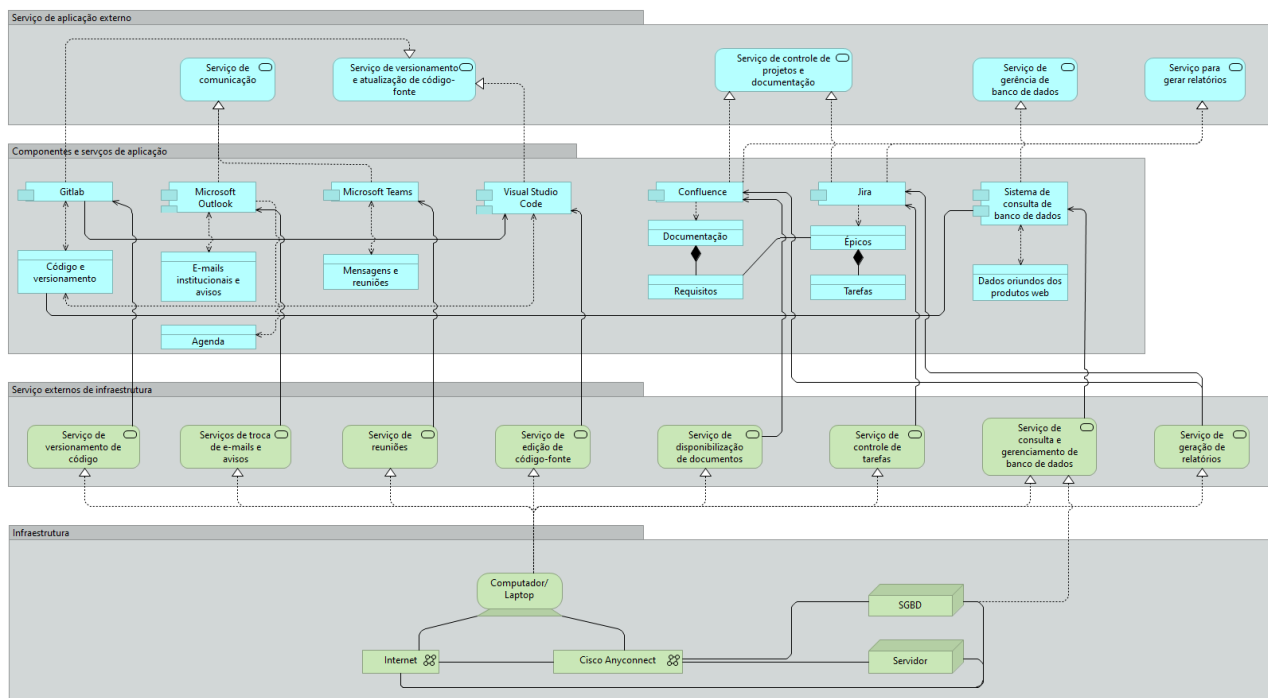 Serviço de aplicação externo
Serviço de
comunicação
Serviço de versionamento
e atualização de código-
fonte
Serviço de controle de
projetos e
documentação
Serviço de
gerência de
banco de dados
Serviço para
gerar relatórios
Componentes e servços de aplicação
Gitlab
Microsoft
Outlook
Microsoft Teams
Visual Studio
Code
Confluence
Jira
Sistema de
consulta de
banco de dados
Código e
versionamento
E-mails
institucionais e
avisos
Mensagens e
reuniões
Documentação
Requisitos
Épicos
Tarefas
Dados oriundos dos
produtos web
Agenda
Serviço externos de infraestrutura
Serviço de
versionamento de
código
Serviços de troca
de e-mails e
avisos
Serviço de
reuniões
Serviço de
edição de
código-fonte
Serviço de
disponibilização
de documentos
Serviço de
controle de
tarefas
Serviço de
consulta e
gerenciamento de
banco de dados
Serviço de
geração de
relatórios
Infraestrutura
Computador/
Laptop
SGBD
Internet
Cisco Anyconnect
Servidor